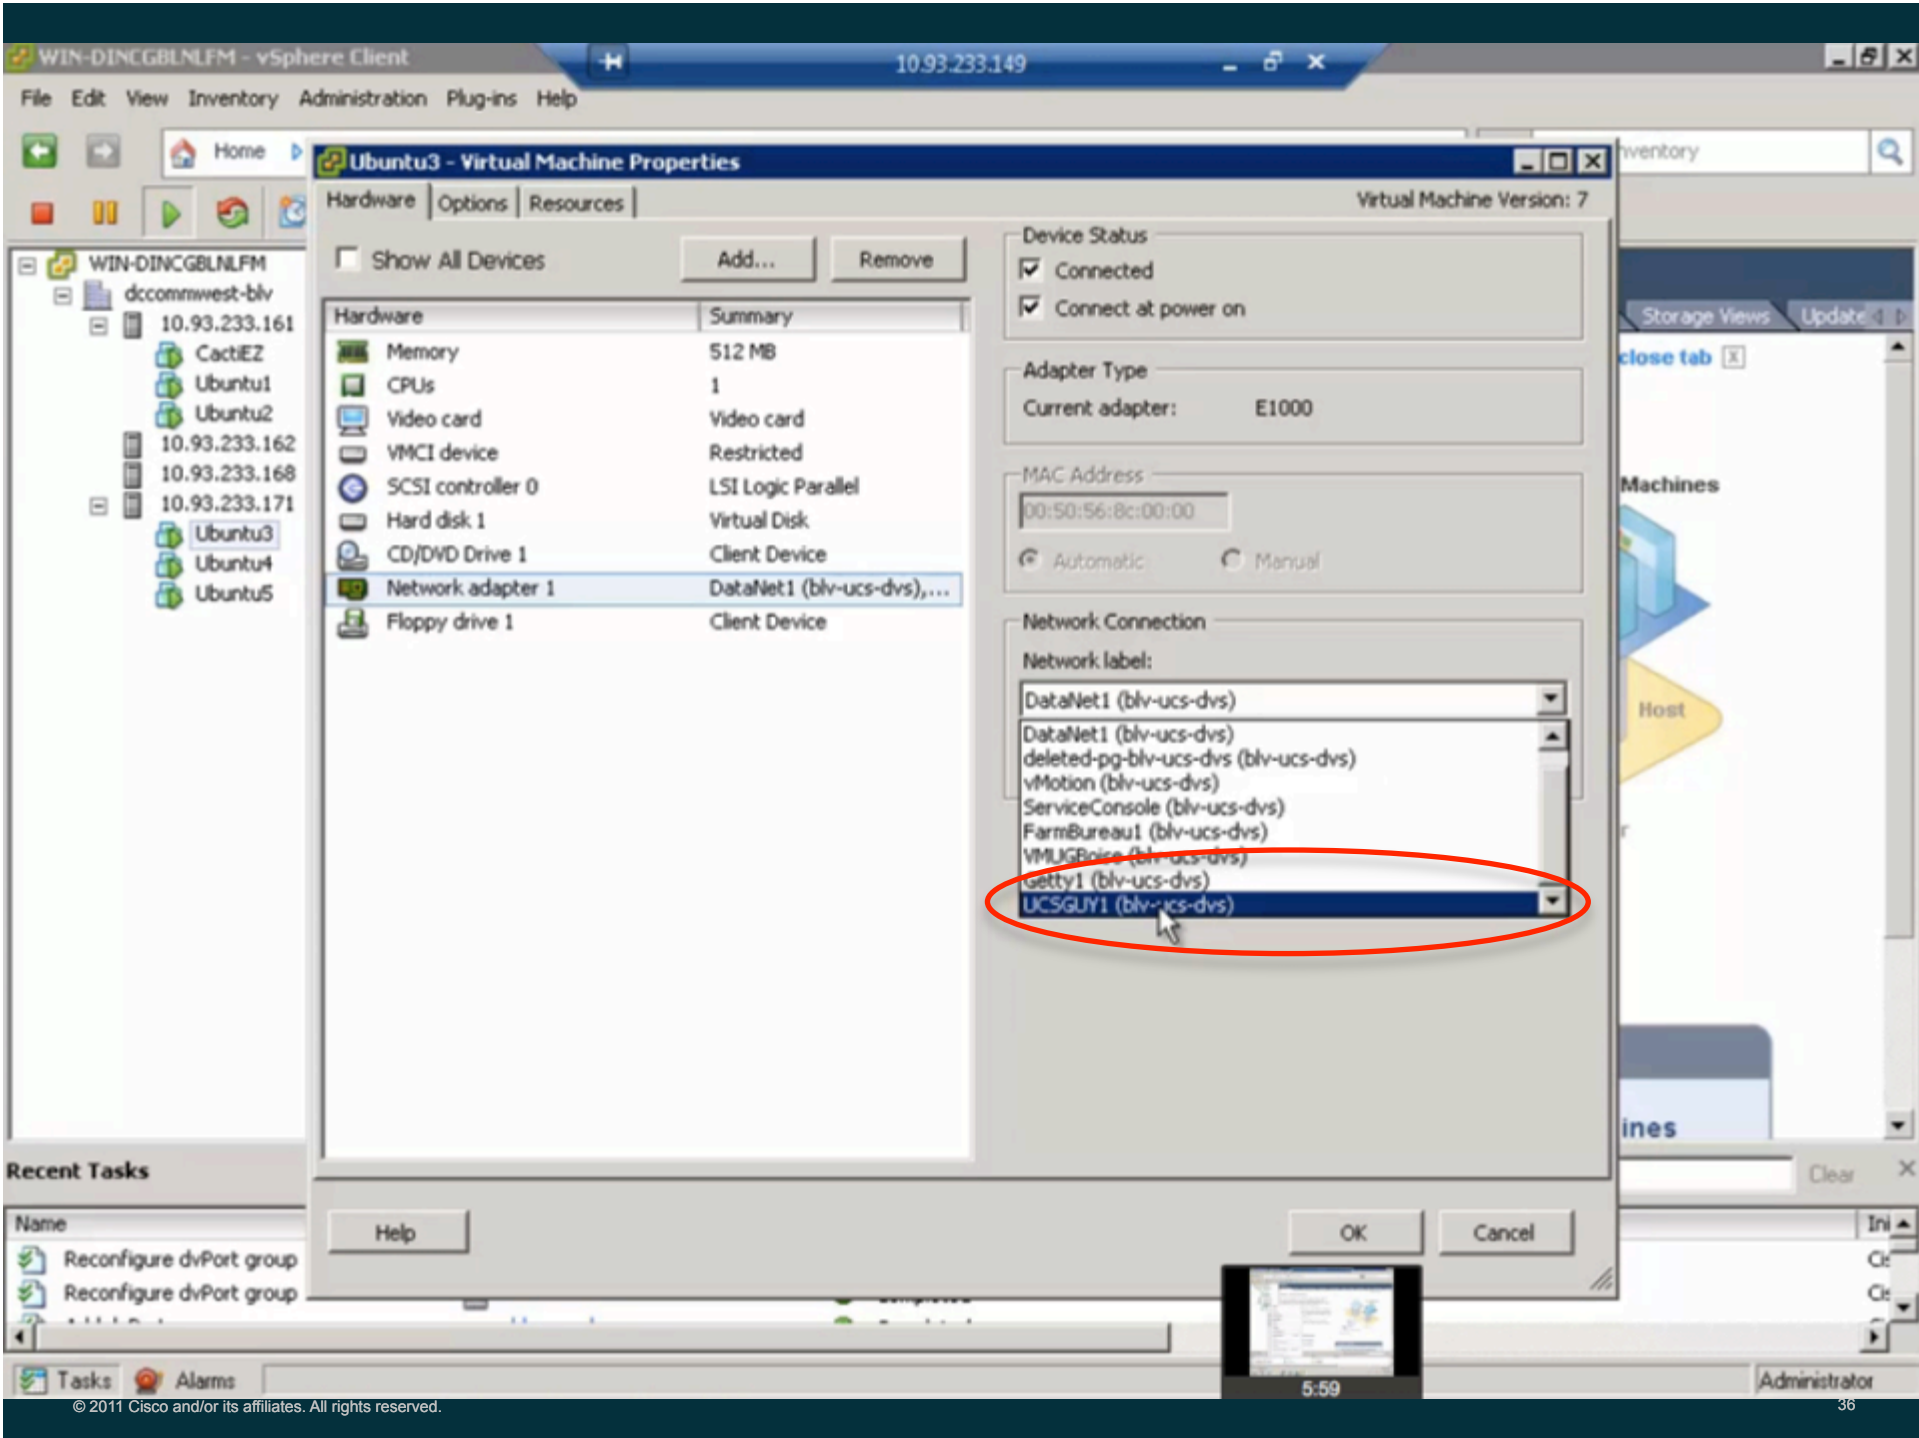 WIN-DINCGBLNLFM - vSphere Client
10.93.233.149
File Edit View Inventory Administration Plug-ins Help
Home
Ubuntu3 - Virtual Machine Properties
Hardware Options Resources
Virtual Machine Version: 7
Show All Devices
Add...
Remove
Hardware Summary
Memory 512 MB
CPUs 1
Video card Video card
VMCI device Restricted
SCSI controller 0 LSI Logic Parallel
Hard disk 1 Virtual Disk
CD/DVD Drive 1 Client Device
Network adapter 1 DataNet1 (blv-ucs-dvs),...
Floppy drive 1 Client Device
Device Status
Connected
Connect at power on
Adapter Type
Current adapter: E1000
MAC Address
00:50:56:8c:00:00
Automatic Manual
Network Connection
Network label:
DataNet1 (blv-ucs-dvs)
DataNet1 (blv-ucs-dvs)
deleted-pg-blv-ucs-dvs (blv-ucs-dvs)
vMotion (blv-ucs-dvs)
ServiceConsole (blv-ucs-dvs)
FarmBureau1 (blv-ucs-dvs)
VMUGBoise (blv-ucs-dvs)
Getty1 (blv-ucs-dvs)
UCSGUY1 (blv-ucs-dvs)
Help
OK
Cancel
WIN-DINCGBLNLFM
dccommwest-blv
10.93.233.161
CactiEZ
Ubuntu1
Ubuntu2
10.93.233.162
10.93.233.168
10.93.233.171
Ubuntu3
Ubuntu4
Ubuntu5
nventory
Storage Views Update
close tab X
Machines
Host
ines
Recent Tasks
Clear
Name
Ini
Reconfigure dvPort group
Reconfigure dvPort group
5:59
Tasks Alarms
Administrator
© 2011 Cisco and/or its affiliates. All rights reserved.
36